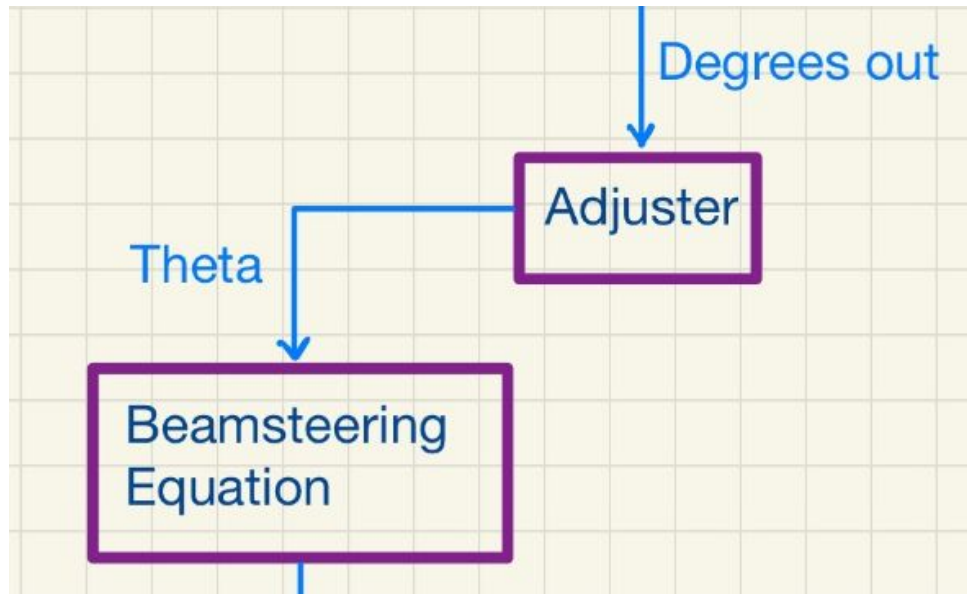 Degrees out
Adjuster
Theta
Beamsteering
Equation